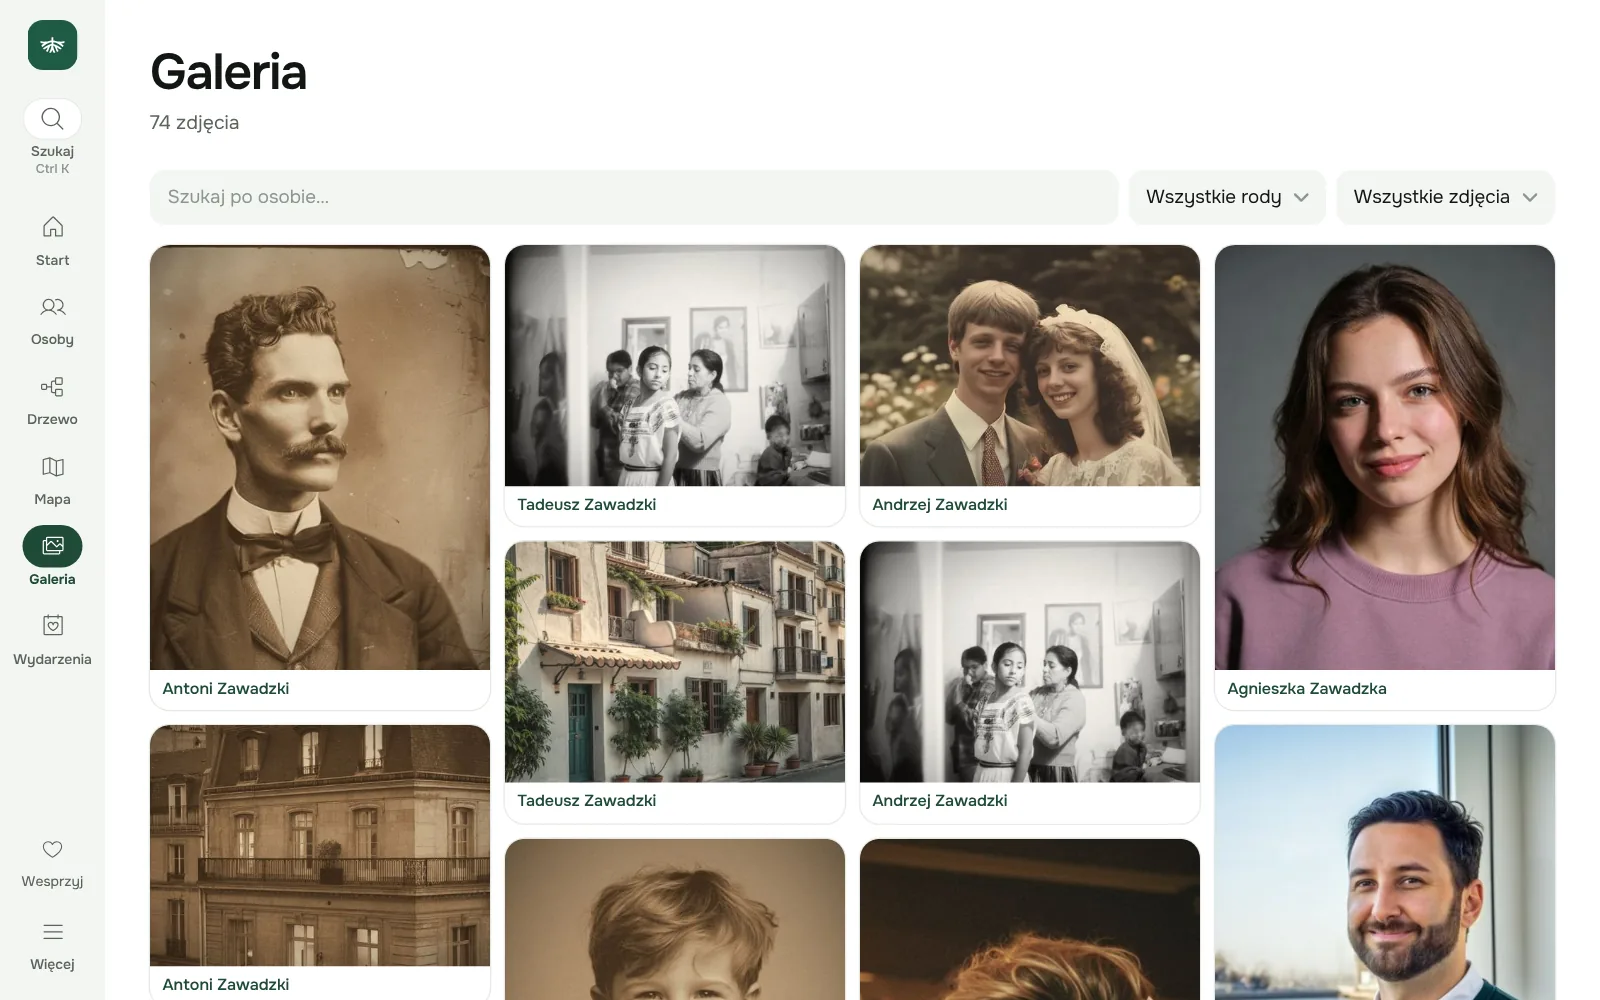 Szukaj
Ctrl K
Start
Osoby
Drzewo
Mapa
Galeria
Wydarzenia
Wesprzyj
Więcej
Galeria
74 zdjęcia
Szukaj po osobie...
Wszystkie rody
Wszystkie zdjęcia
Antoni Zawadzki
Tadeusz Zawadzki
Andrzej Zawadzki
Agnieszka Zawadzka
Tadeusz Zawadzki
Andrzej Zawadzki
Antoni Zawadzki